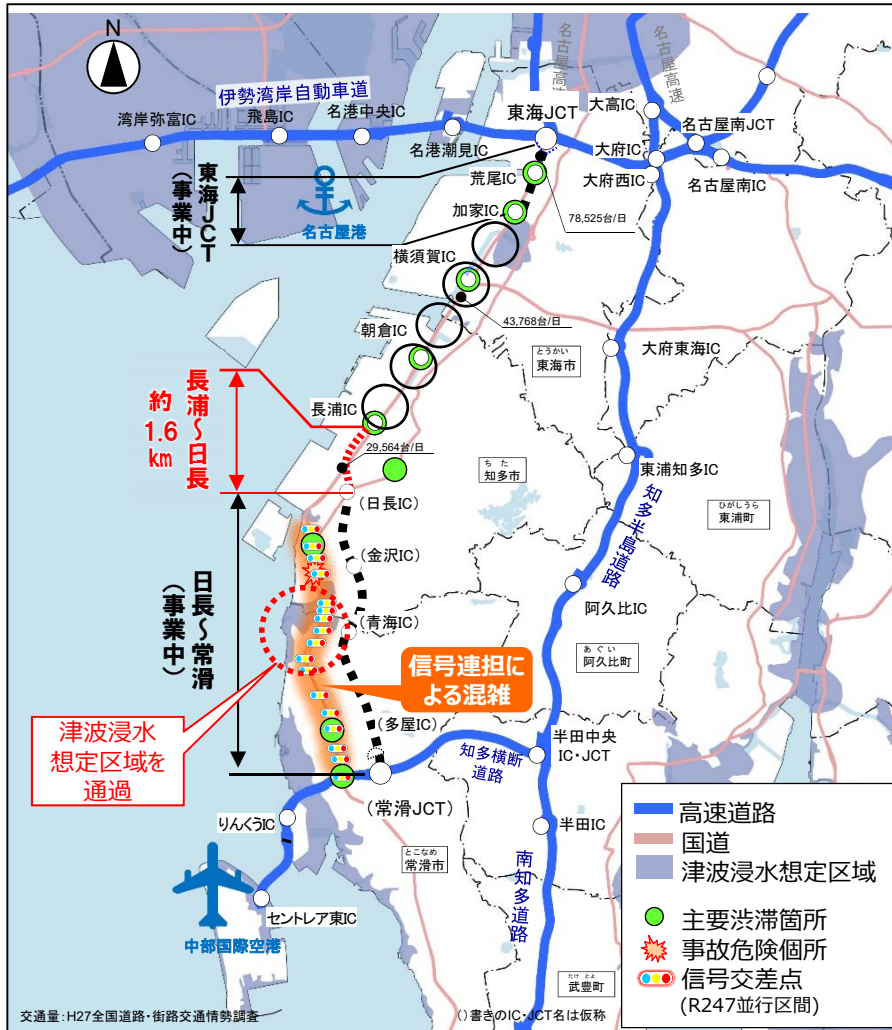 N
伊勢湾岸自動車道
名古屋高速
名古屋高速
湾岸弥富IC
飛島IC
名港中央IC
名港潮見IC
東海JCT
大高IC
名古屋南JCT
大府IC
大府西IC
名古屋南IC
東海JCT
(事業中)
名古屋港
荒尾IC
加家IC
78,525台/日
横須賀IC
43,768台/日
朝倉IC
とうかい
東海市
大府東海IC
長浦~日長
約1.6km
長浦IC
29,564台/日
ちた
知多市
東浦知多IC
ひがしうら
東浦町
(日長IC)
知多半島道路
(金沢IC)
日長~常滑
(事業中)
阿久比IC
(青海IC)
あぐい
阿久比町
信号連担に
よる混雑
津波浸水
想定区域を
通過
(多屋IC)
知多横断
道路
半田中央
IC・JCT
(常滑JCT)
りんくうIC
半田IC
とこなめ
常滑市
南知多道路
セントレア東IC
中部国際空港
たけとよ
武豊町
高速道路
国道
津波浸水想定区域
主要渋滞箇所
事故危険個所
信号交差点
(R247並行区間)
交通量:H27全国道路・街路交通情勢調査
()書きのIC・JCT名は仮称